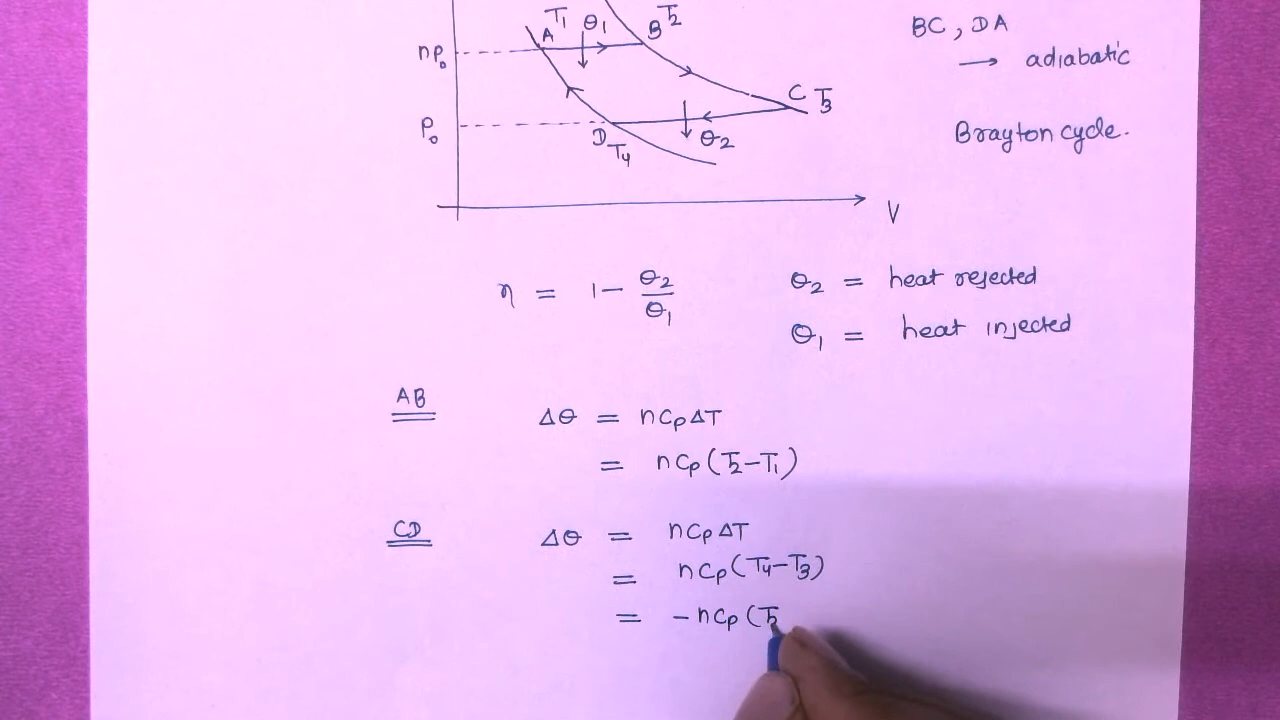 T₁ θ₁ T₂
A B
BC, DA
nP₀
→ adiabatic
C T₃
P₀
D θ₂
T₄
Brayton cycle.
V
η = 1 - θ₂/θ₁
θ₂ = heat rejected
θ₁ = heat injected
AB Δθ = nCpΔT
= nCp(T₂-T₁)
CD Δθ = nCpΔT
= nCp(T₄-T₃)
= -nCp(T₃